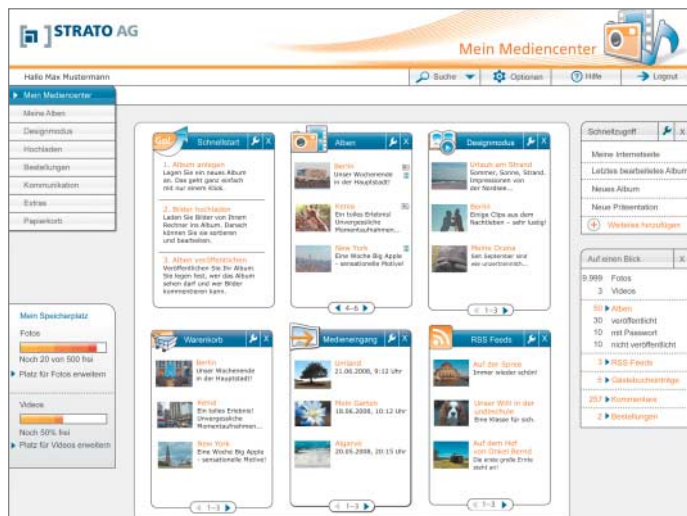 STRATO AG
Mein Mediencenter
Hallo Max Mustermann
Suche
Optionen
Hilfe
Logout
Mein Mediencenter
Meine Alben
Designmodus
Hochladen
Bestellungen
Kommunikation
Extras
Papierkorb
Mein Speicherplatz
Fotos
Noch 20 von 500 frei
Platz für Fotos erweitern
Videos
Noch 50% frei
Platz für Videos erweitern
Go!
Schnellstart X
1. Album anlegen
Legen Sie ein neues Album
an. Das geht ganz einfach
mit nur einem Klick.
2. Bilder hochladen
Laden Sie Bilder von Ihrem
Rechner ins Album. Danach
können Sie sie sortieren
und bearbeiten.
3. Alben veröffentlichen
Veröffentlichen Sie Ihr Album.
Sie legen fest, wer das Album
sehen darf und wer Bilder
kommentieren kann.
Alben X
Berlin
Unser Wochenende
in der Hauptstadt!
Kenia
Ein tolles Erlebnis!
Unvergessliche
Momentaufnahmen...
New York
Eine Woche Big Apple
- sensationelle Motive!
4-6
Designmodus X
Urlaub am Strand
Sommer, Sonne, Strand.
Impressionen von
der Nordsee...
Berlin
Einige Clips aus dem
Nachtleben - sehr lustig!
Meine Oma
Seit September sind
wir unzertrennlich...
1-3
Warenkorb X
Berlin
Unser Wochenende
in der Hauptstadt!
Kenia
Ein tolles Erlebnis!
Unvergessliche
Momentaufnahmen...
New York
Eine Woche Big Apple
- sensationelle Motive!
1-3
Medieneingang X
Umland
21.06.2008, 9:12 Uhr
Mein Garten
18.06.2008, 10:12 Uhr
Algarve
20.05.2008, 20:15 Uhr
RSS Feeds X
Auf der Spree
Immer wieder schön!
Unser Willi in der
Hundeschule
Eine Klasse für sich.
Auf dem Hof
von Onkel Bernd
Die erste große Ernte
steht an!
1-3
Schnellzugriff X
Meine Internetseite
Letztes bearbeitetes Album
Neues Album
Neue Präsentation
Weiteres hinzufügen
Auf einen Blick X
9.999 Fotos
3 Videos
50 Alben
30 veröffentlicht
10 mit Passwort
10 nicht veröffentlicht
3 RSS-Feeds
5 Gästebucheinträge
257 Kommentare
2 Bestellungen